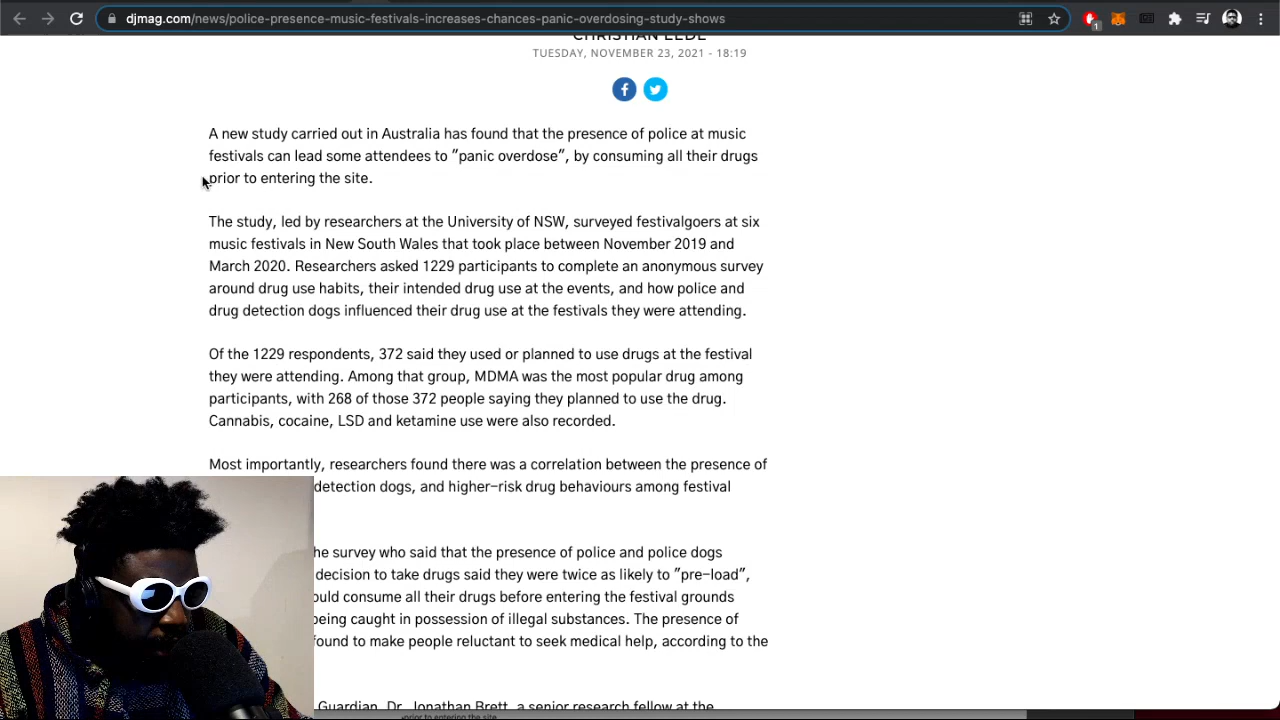 djmag.com/news/police-presence-music-festivals-increases-chances-panic-overdosing-study-shows
1
CHRISTIAN EEDE
TUESDAY, NOVEMBER 23, 2021 - 18:19
A new study carried out in Australia has found that the presence of police at music
festivals can lead some attendees to "panic overdose", by consuming all their drugs
prior to entering the site.
The study, led by researchers at the University of NSW, surveyed festivalgoers at six
music festivals in New South Wales that took place between November 2019 and
March 2020. Researchers asked 1229 participants to complete an anonymous survey
around drug use habits, their intended drug use at the events, and how police and
drug detection dogs influenced their drug use at the festivals they were attending.
Of the 1229 respondents, 372 said they used or planned to use drugs at the festival
they were attending. Among that group, MDMA was the most popular drug among
participants, with 268 of those 372 people saying they planned to use the drug.
Cannabis, cocaine, LSD and ketamine use were also recorded.
Most importantly, researchers found there was a correlation between the presence of
detection dogs, and higher-risk drug behaviours among festival
he survey who said that the presence of police and police dogs
decision to take drugs said they were twice as likely to "pre-load",
ould consume all their drugs before entering the festival grounds
being caught in possession of illegal substances. The presence of
found to make people reluctant to seek medical help, according to the
Guardian, Dr. Jonathan Brett, a senior research fellow at the
prior to entering the site